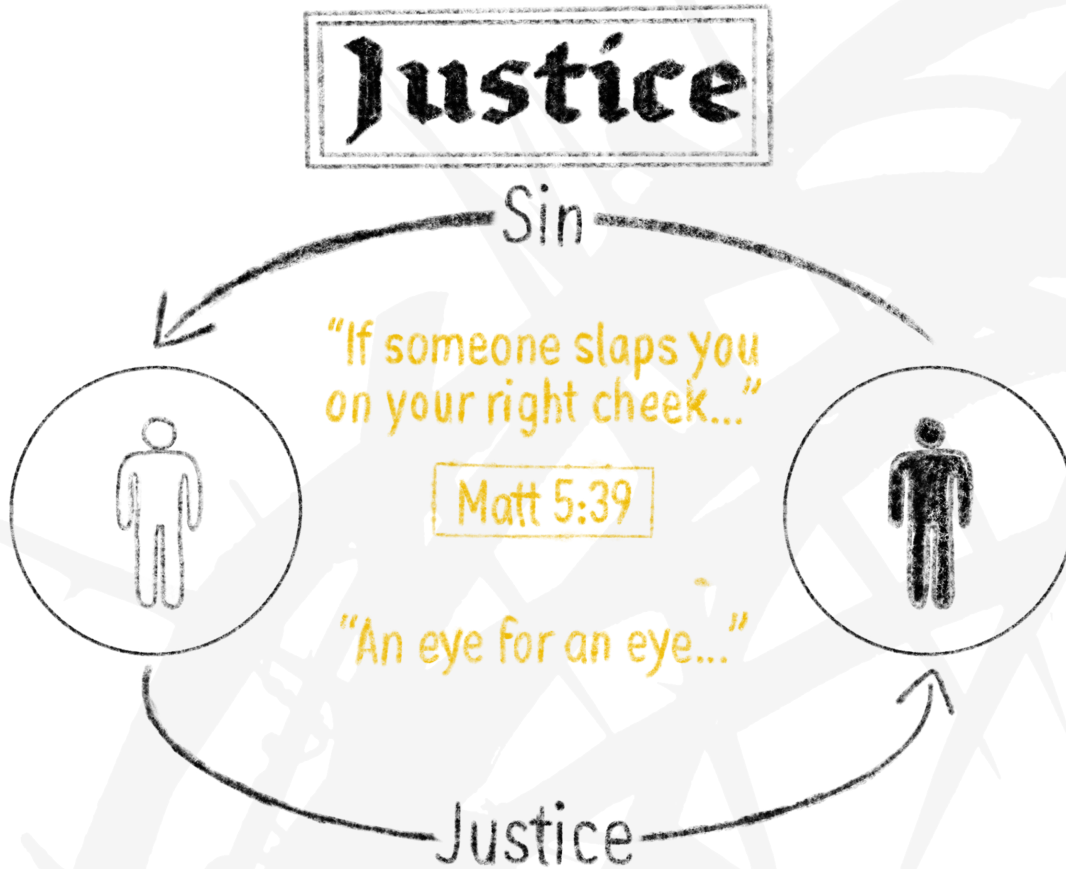 Justice
Sin
“If someone slaps you
on your right cheek...”
Matt 5:39
“An eye for an eye...”
Justice